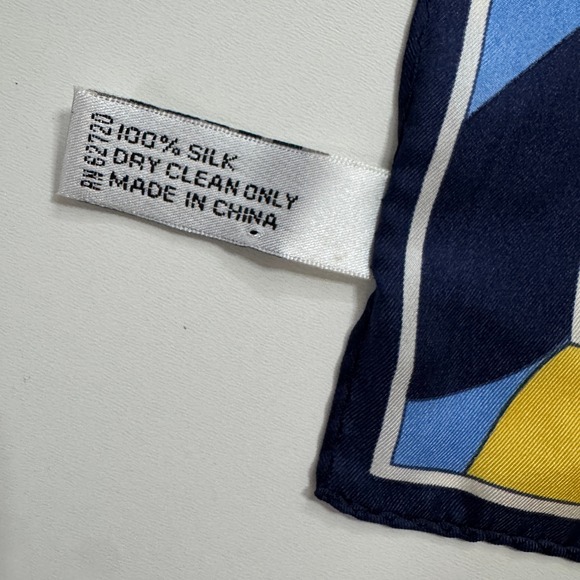 RN 62720
100% SILK
DRY CLEAN ONLY
MADE IN CHINA